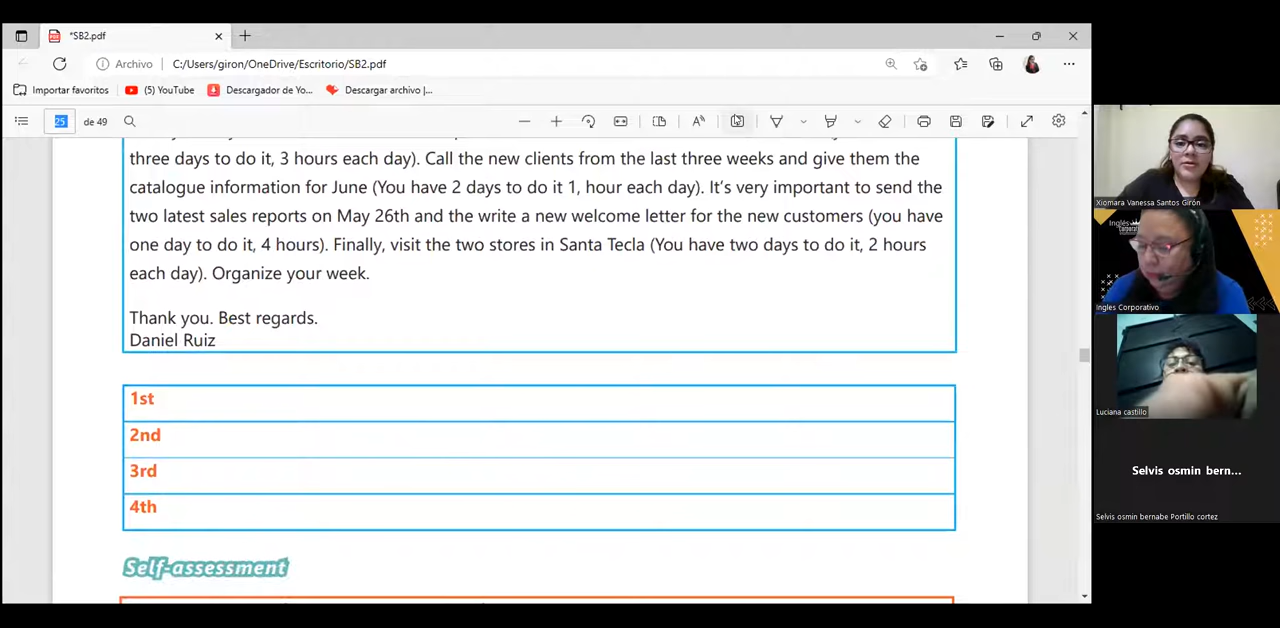 *SB2.pdf
Archivo
C:/Users/giron/OneDrive/Escritorio/SB2.pdf
Importar favoritos
(5) YouTube
Descargador de Yo...
Descargar archivo |...
25
de 49
three days to do it, 3 hours each day). Call the new clients from the last three weeks and give them the
catalogue information for June (You have 2 days to do it 1, hour each day). It's very important to send the
two latest sales reports on May 26th and the write a new welcome letter for the new customers (you have
one day to do it, 4 hours). Finally, visit the two stores in Santa Tecla (You have two days to do it, 2 hours
each day). Organize your week.
Thank you. Best regards.
Daniel Ruiz
1st
2nd
3rd
4th
Self-assessment
Xiomara Vanessa Santos Girón
Inglés
Ingles Corporativo
Luciana castillo
Selvis osmin bern...
Selvis osmin bernabe Portillo cortez